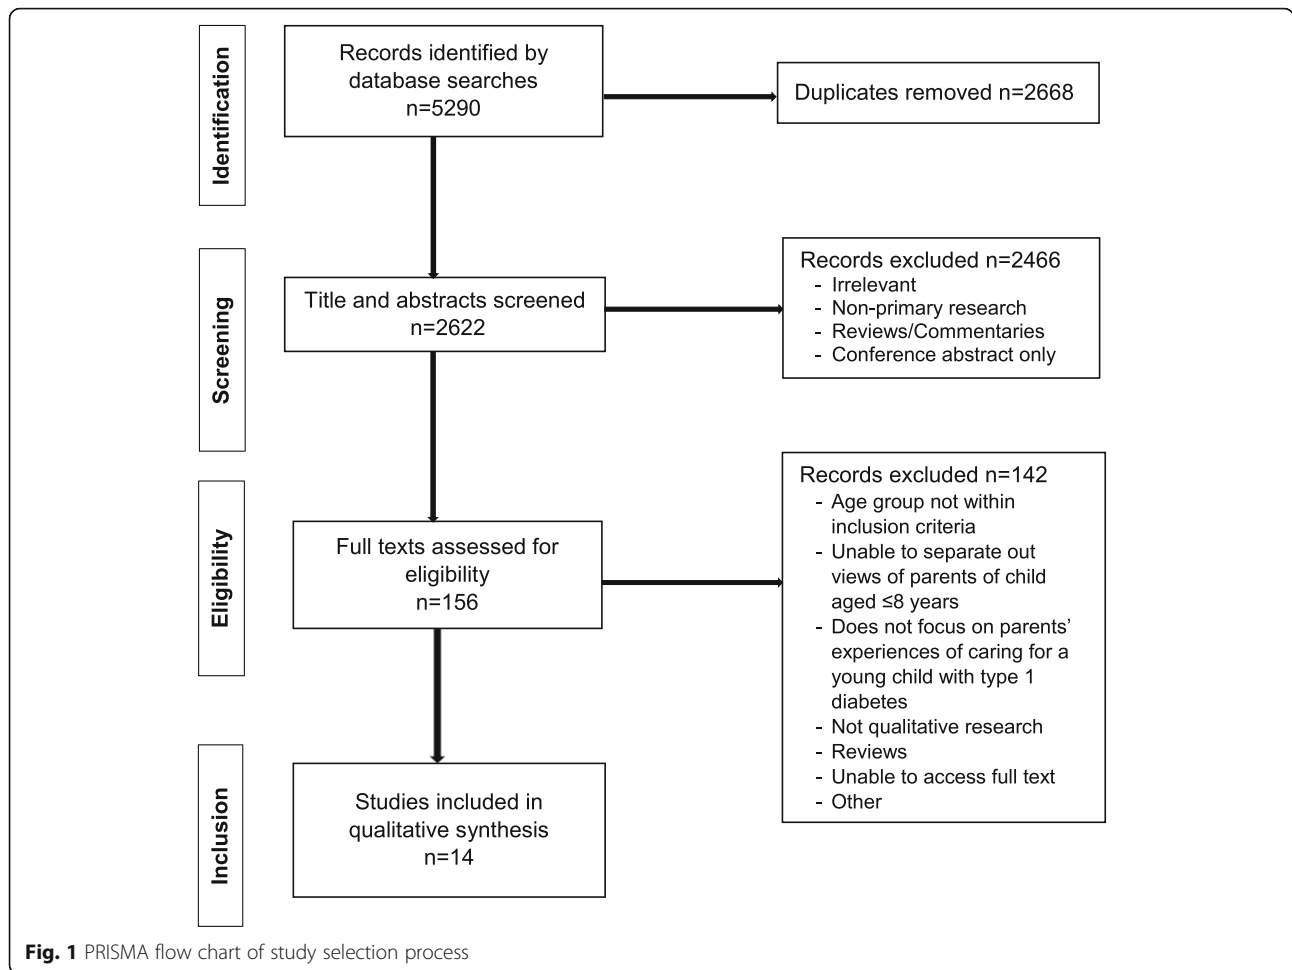 Identification
Records identified by
database searches
n=5290
Duplicates removed n=2668
Screening
Title and abstracts screened
n=2622
Records excluded n=2466
- Irrelevant
- Non-primary research
- Reviews/Commentaries
- Conference abstract only
Eligibility
Full texts assessed for
eligibility
n=156
Records excluded n=142
- Age group not within
inclusion criteria
- Unable to separate out
views of parents of child
aged ≤8 years
- Does not focus on parents’
experiences of caring for a
young child with type 1
diabetes
- Not qualitative research
- Reviews
- Unable to access full text
- Other
Inclusion
Studies included in
qualitative synthesis
n=14
Fig. 1 PRISMA flow chart of study selection process